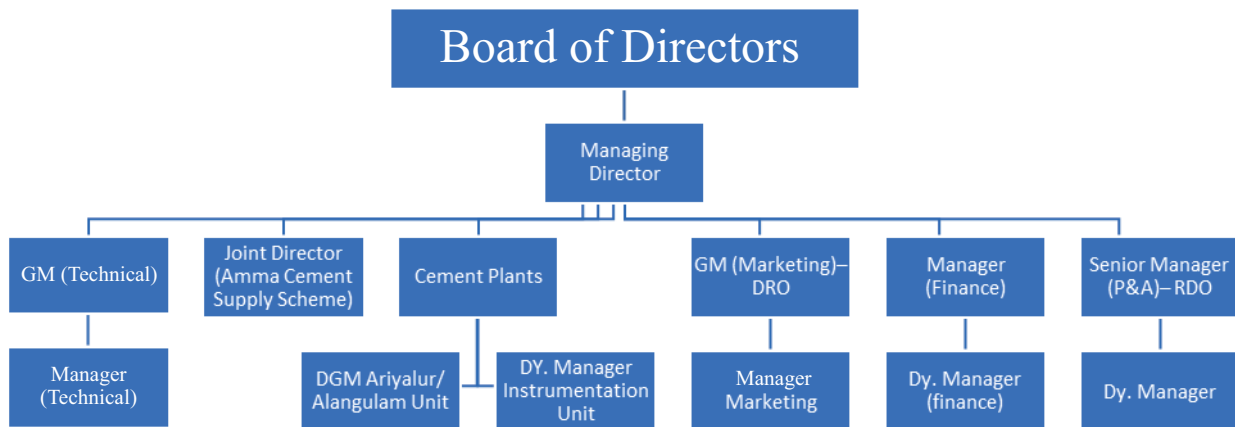 Board of Directors
Managing
Director
GM (Technical)
Joint Director
(Amma Cement
Supply Scheme)
Cement Plants
GM (Marketing)–
DRO
Manager
(Finance)
Senior Manager
(P&A)– RDO
Manager
(Technical)
DGM Ariyalur/
Alangulam Unit
DY. Manager
Instrumentation
Unit
Manager
Marketing
Dy. Manager
(finance)
Dy. Manager